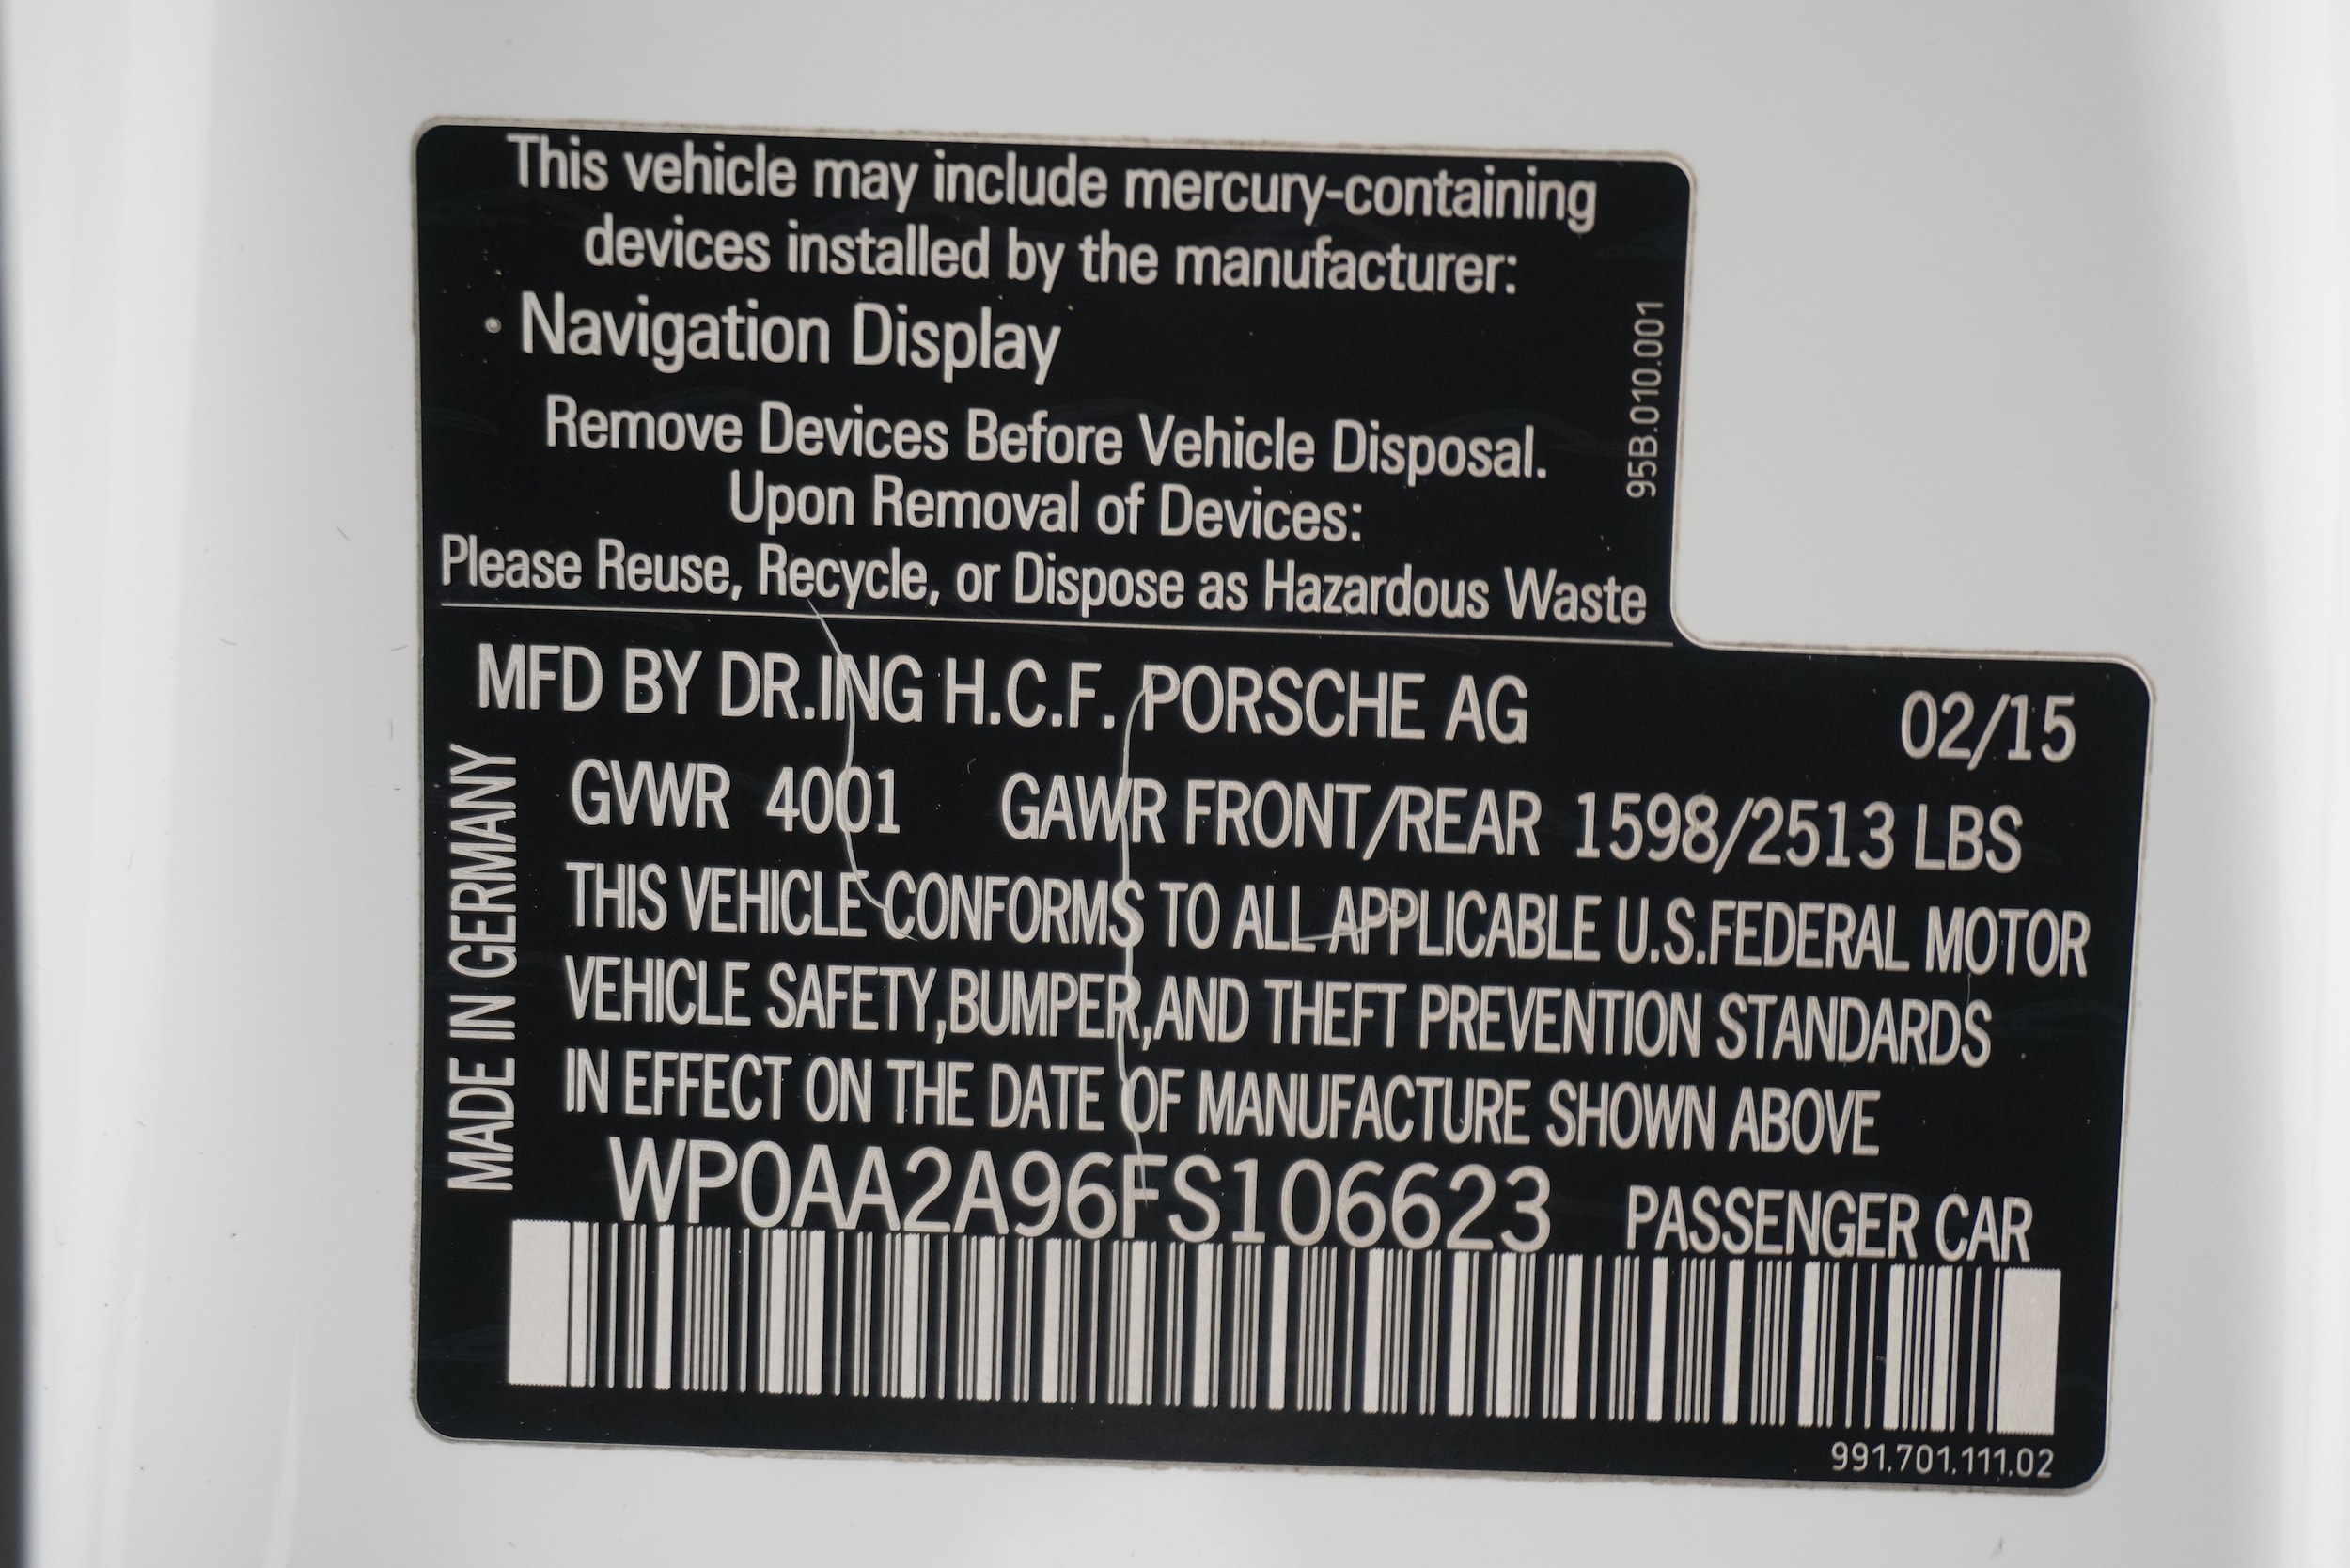 This vehicle may include mercury-containing
devices installed by the manufacturer:
• Navigation Display
Remove Devices Before Vehicle Disposal.
Upon Removal of Devices:
Please Reuse, Recycle, or Dispose as Hazardous Waste
95B.010.001
MFD BY DR.ING H.C.F. PORSCHE AG 02/15
GVWR 4001 GAWR FRONT/REAR 1598/2513 LBS
THIS VEHICLE CONFORMS TO ALL APPLICABLE U.S.FEDERAL MOTOR
VEHICLE SAFETY,BUMPER,AND THEFT PREVENTION STANDARDS
IN EFFECT ON THE DATE OF MANUFACTURE SHOWN ABOVE
WP0AA2A96FS106623 PASSENGER CAR
MADE IN GERMANY
991.701.111.02